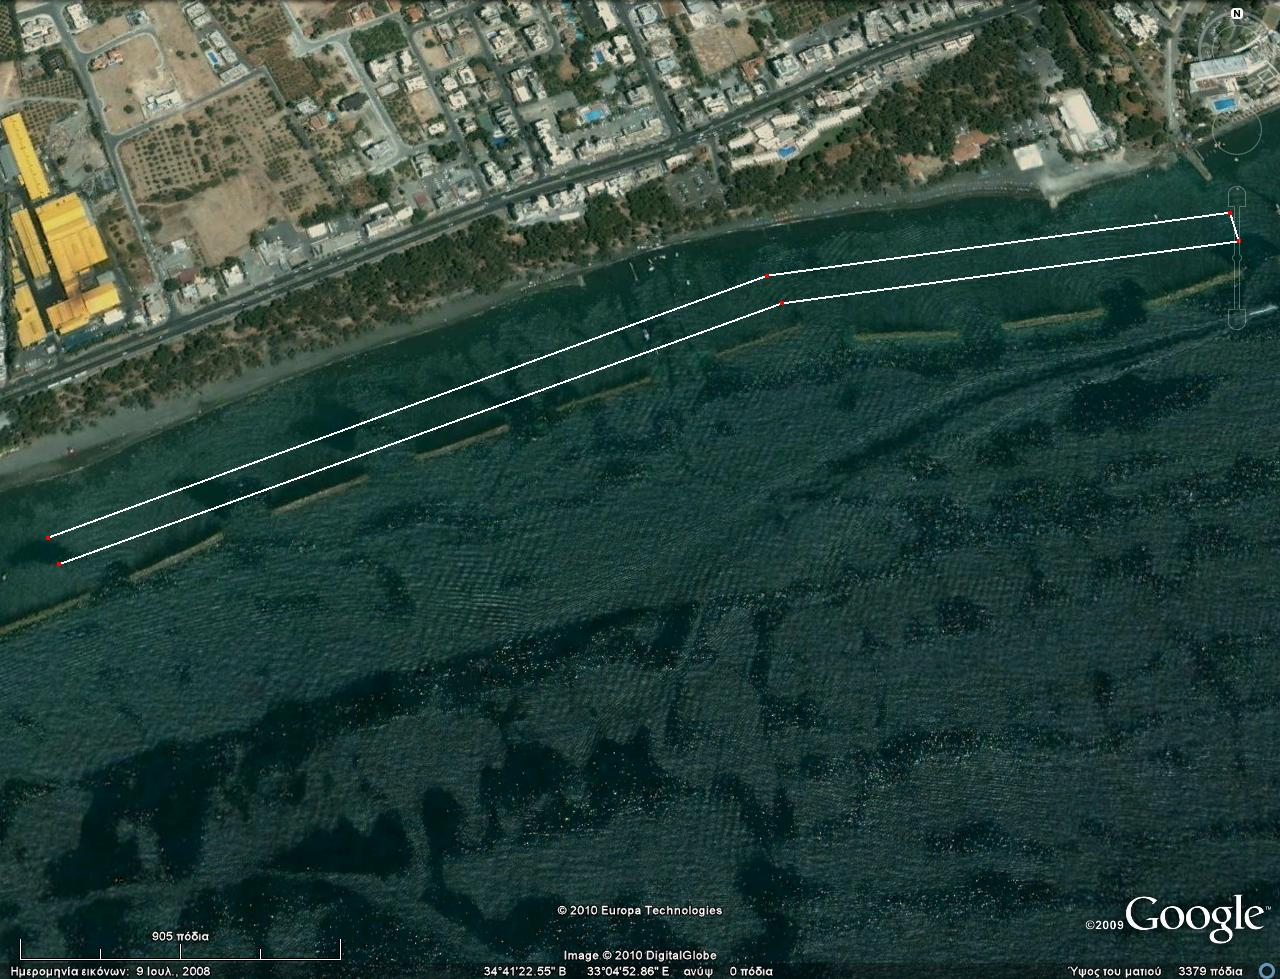 N
© 2010 Europa Technologies
©2009 Google™
905 πόδια
Image © 2010 DigitalGlobe
Ημερομηνία εικόνων: 9 Ιουλ., 2008 34°41'22.55" Β 33°04'52.86" Ε ανύψ 0 πόδια Ύψος του ματιού 3379 πόδια